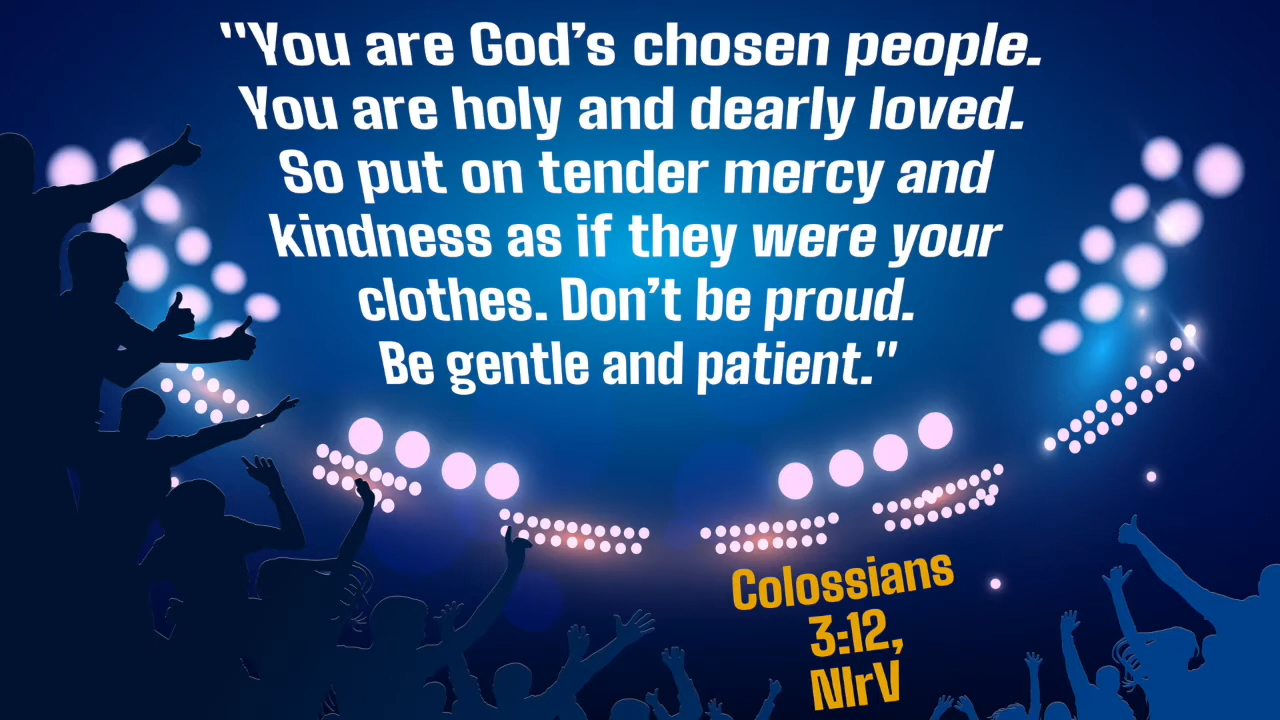 "You are God’s chosen people.
You are holy and dearly loved.
So put on tender mercy and
kindness as if they were your
clothes. Don’t be proud.
Be gentle and patient."
Colossians
3:12,
NIrV